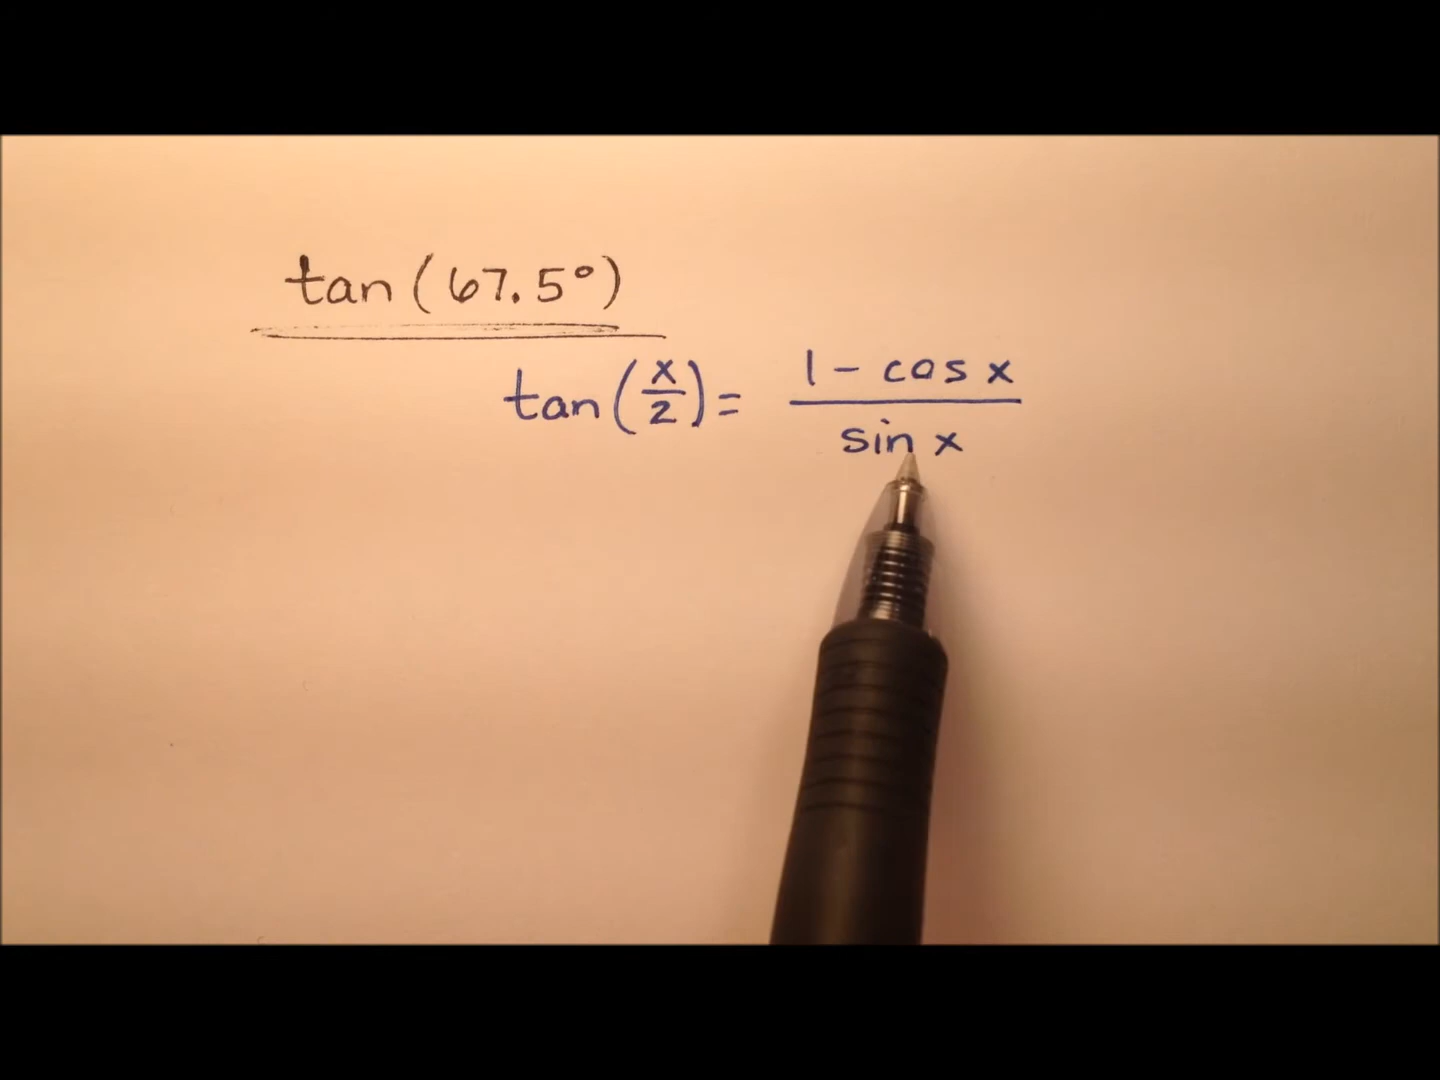 tan(67.5°)
tan(x/2) = (1 - cos x)/(sin x)